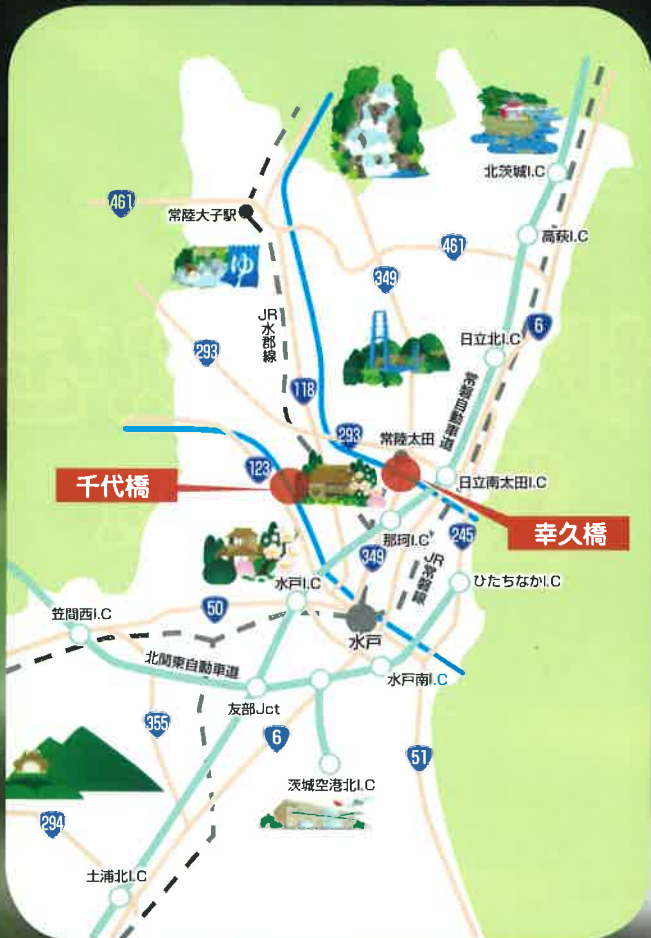 北茨城I.C
461
常陸大子駅
高萩I.C
461
ゆ
349
JR水郡線
6
日立北I.C
293
常磐自動車道
118
293
常陸太田
123
千代橋
日立南太田I.C
幸久橋
245
那珂I.C
349
JR常磐線
ひたちなかI.C
水戸I.C
50
笠間西I.C
水戸
北関東自動車道
水戸南I.C
友部Jct
355
6
51
茨城空港北I.C
294
土浦北I.C